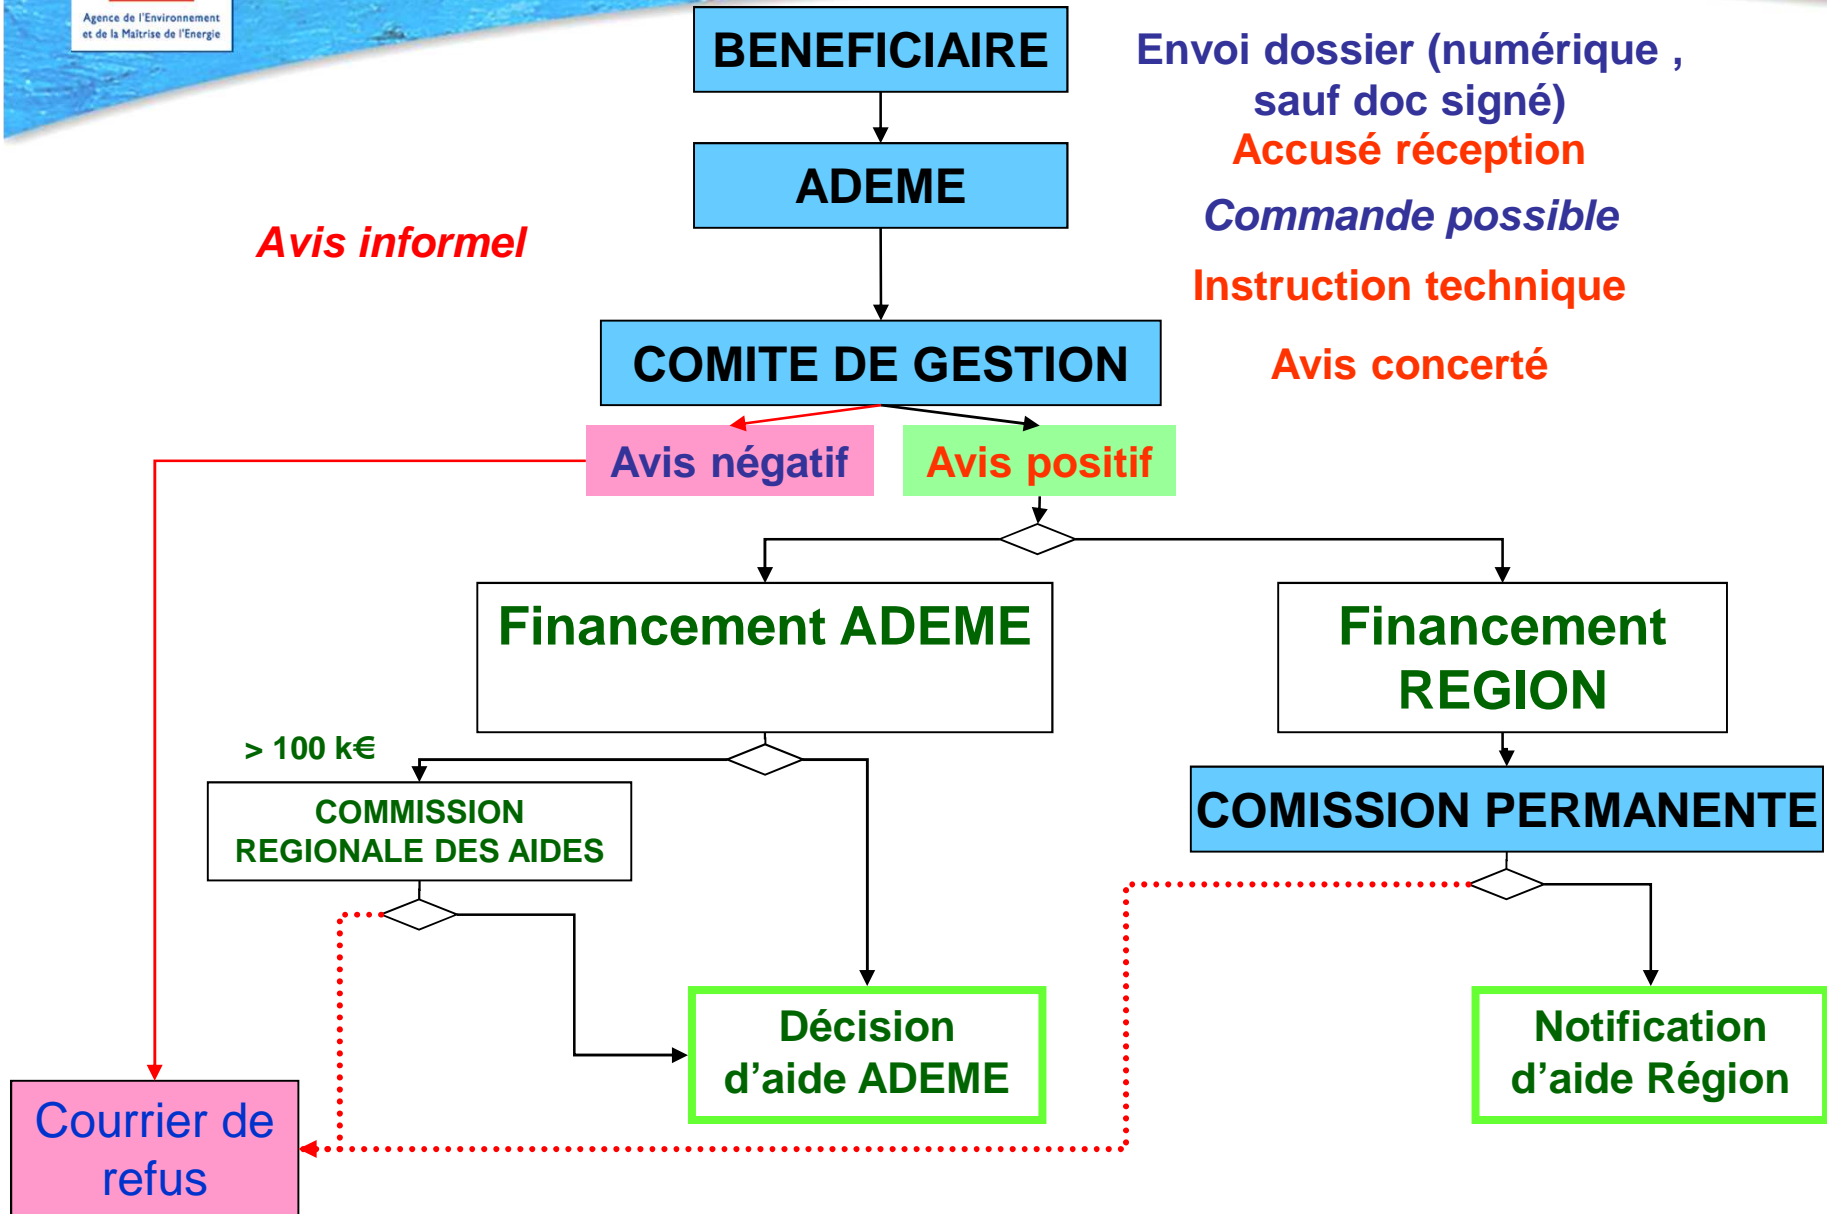 Agence de l'Environnement
et de la Maîtrise de l'Energie
BENEFICIAIRE
Envoi dossier (numérique ,
sauf doc signé)
Accusé réception
ADEME
Commande possible
Avis informel
Instruction technique
COMITE DE GESTION
Avis concerté
Avis négatif
Avis positif
Financement ADEME
Financement
REGION
> 100 k€
COMMISSION
REGIONALE DES AIDES
COMISSION PERMANENTE
Décision
d’aide ADEME
Notification
d’aide Région
Courrier de
refus